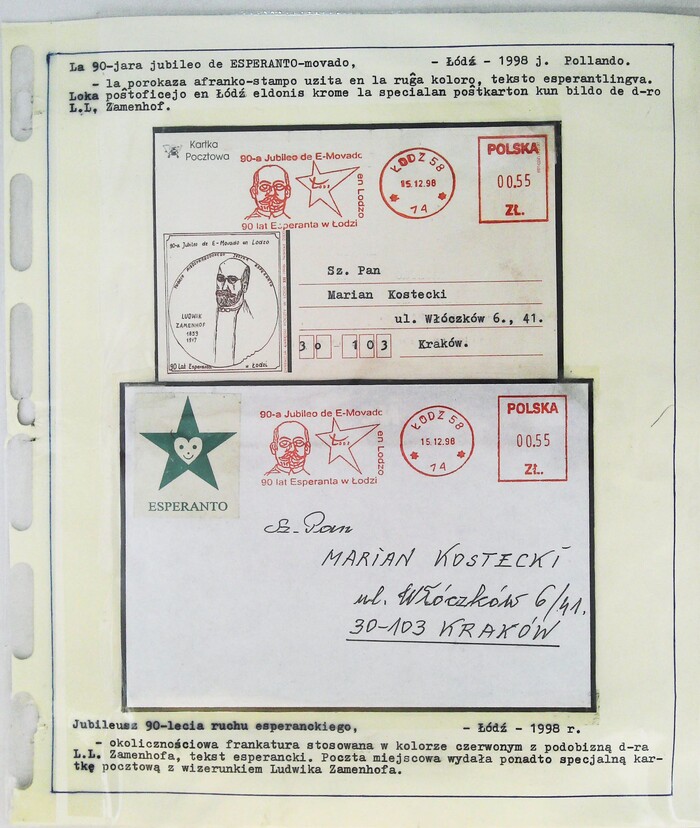 La 90-jara jubileo de ESPERANTO-movado, - Łódź - 1998 j. Pollando.
- la porokaza afranko-stampo uzita en la ruĝa koloro, teksto esperantlingva.
Loka poŝtoficejo en Łódź eldonis krome la specialan poŝtkarton kun bildo de d-ro
L.L. Zamenhof.
Kartka
Pocztowa
90-a Jubileo de E-Movado
en Lodzo
90 lat Esperanta w Łodzi
ŁÓDŹ 58
15.12.98
74
POLSKA
00.55
ZŁ.
90-a Jubileo de E-Movado en Lodzo
LUDWIK
ZAMENHOF
1859
1917
90 Lat Esperanta w Łodzi
Sz. Pan
Marian Kostecki
ul. Włóczków 6., 41.
30-103 Kraków.
ESPERANTO
90-a Jubileo de E-Movadc
en Lodzo
90 lat Esperanta w Łodzi
ŁÓDŹ 58
15.12.98
74
POLSKA
00.55
ZŁ.
Sz. Pan
MARIAN KOSTECKI
ul. Włóczków 6/41.
30-103 KRAKÓW
Jubileusz 90-lecia ruchu esperanckiego, - Łódź - 1998 r.
- okolicznościowa frankatura stosowana w kolorze czerwonym z podobizną d-ra
L.L. Zamenhofa, tekst esperancki. Poczta miejscowa wydała ponadto specjalną kar-
tkę pocztową z wizerunkiem Ludwika Zamenhofa.